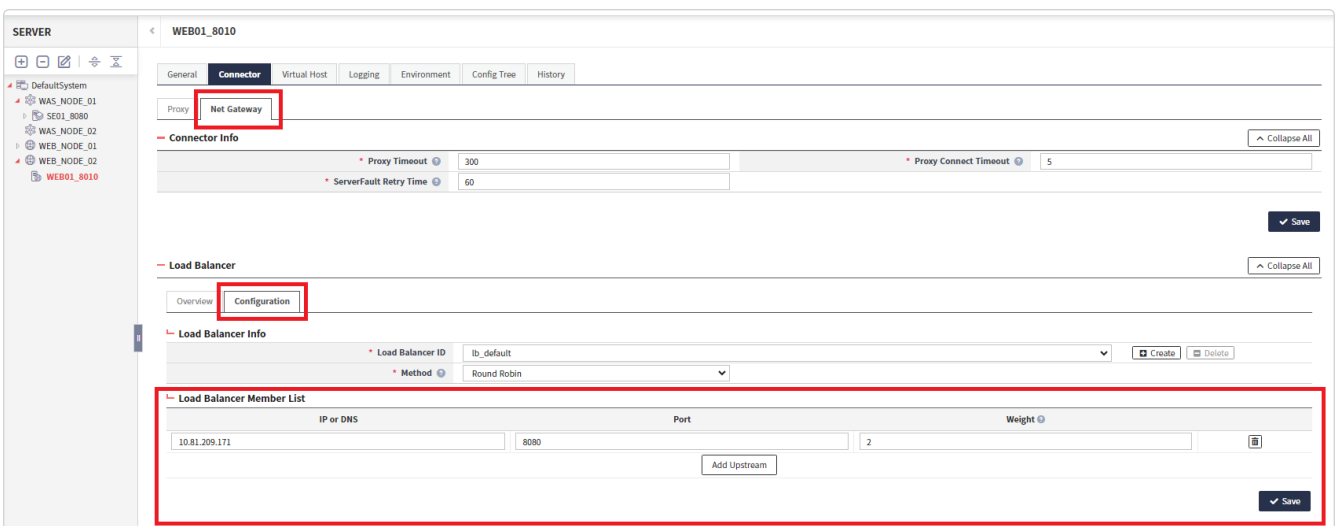 SERVER
WEB01_8010
DefaultSystem
WAS_NODE_01
SE01_8080
WAS_NODE_02
WEB_NODE_01
WEB_NODE_02
WEB01_8010
General Connector Virtual Host Logging Environment Config Tree History
Proxy Net Gateway
Connector Info Collapse All
* Proxy Timeout ? 300 * Proxy Connect Timeout ? 5
* ServerFault Retry Time ? 60
Save
Load Balancer Collapse All
Overview Configuration
Load Balancer Info
* Load Balancer ID lb_default Create Delete
* Method ? Round Robin
Load Balancer Member List
IP or DNS Port Weight ?
10.81.209.171 8080 2
Add Upstream
Save